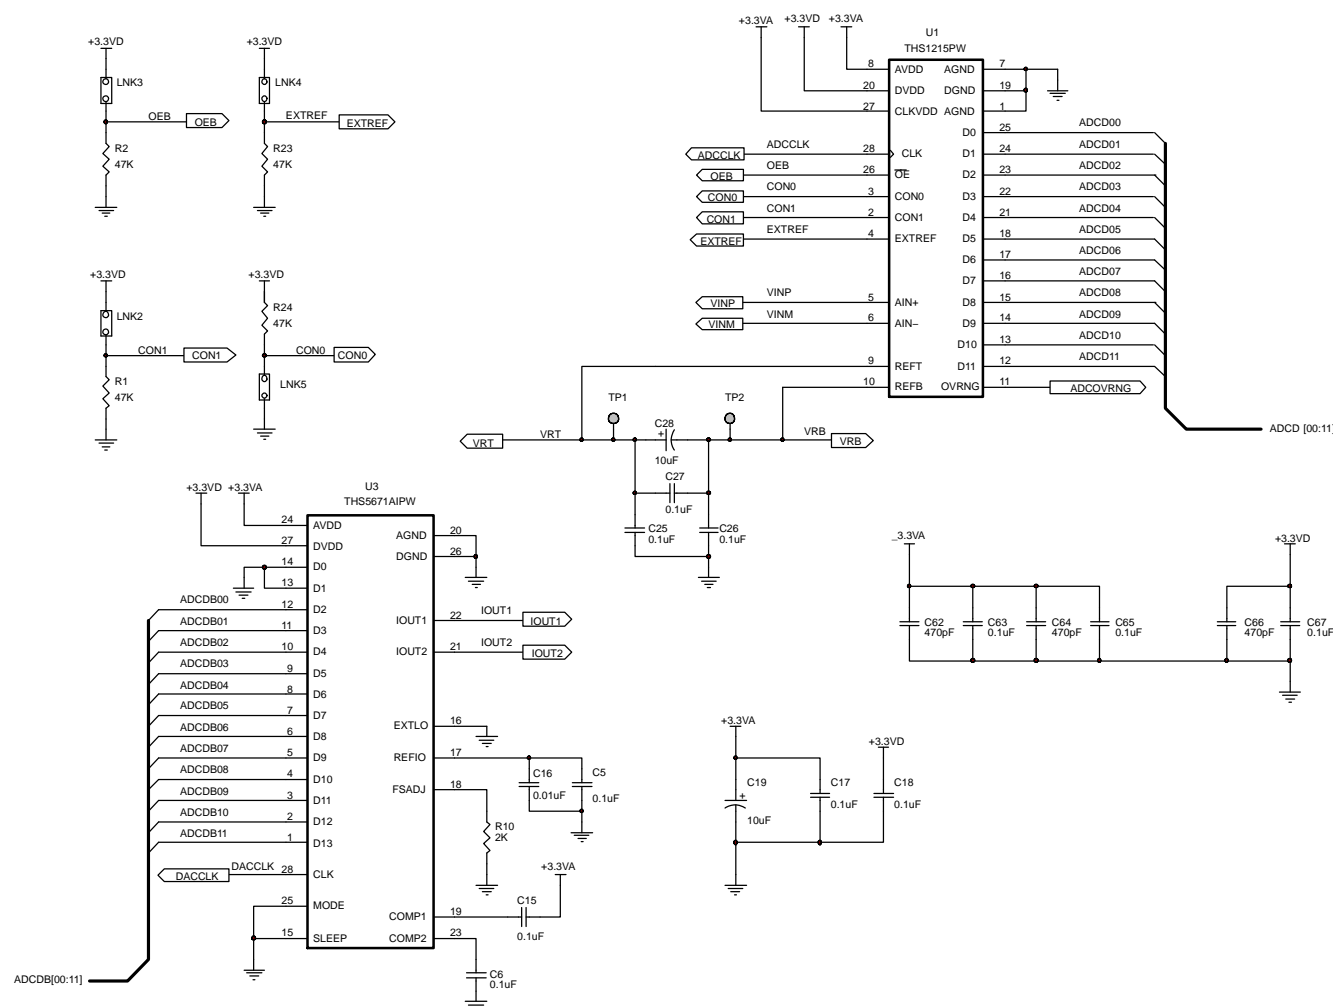 +3.3VD
LNK3
OEB
OEB
R2
47K
+3.3VD
LNK4
EXTREF
EXTREF
R23
47K
+3.3VD
LNK2
CON1
CON1
R1
47K
+3.3VD
R24
47K
CON0
CON0
LNK5
+3.3VA
+3.3VD
+3.3VA
U1
THS1215PW
8 AVDD AGND 7
20 DVDD DGND 19
27 CLKVDD AGND 1
D0 25 ADCD00
ADCCLK ADCCLK 28 CLK D1 24 ADCD01
OEB OEB 26 OE D2 23 ADCD02
CON0 CON0 3 CON0 D3 22 ADCD03
CON1 CON1 2 CON1 D4 21 ADCD04
EXTREF EXTREF 4 EXTREF D5 18 ADCD05
D6 17 ADCD06
D7 16 ADCD07
VINP VINP 5 AIN+ D8 15 ADCD08
VINM VINM 6 AIN– D9 14 ADCD09
D10 13 ADCD10
9 REFT D11 12 ADCD11
10 REFB OVRNG 11 ADCOVRNG
ADCD [00:11]
TP1
TP2
VRT
VRT
C28
+
10uF
VRB
VRB
C27
0.1uF
C25
0.1uF
C26
0.1uF
+3.3VD
+3.3VA
U3
THS5671AIPW
24 AVDD AGND 20
27 DVDD DGND 26
14 D0
13 D1
ADCDB00 12 D2
ADCDB01 11 D3 IOUT1 22 IOUT1 IOUT1
ADCDB02 10 D4 IOUT2 21 IOUT2 IOUT2
ADCDB03 9 D5
ADCDB04 8 D6
ADCDB05 7 D7 EXTLO 16
ADCDB06 6 D8
ADCDB07 5 D9 REFIO 17
ADCDB08 4 D10 FSADJ 18
ADCDB09 3 D11
ADCDB10 2 D12
ADCDB11 1 D13
DACCLK DACCLK 28 CLK
25 MODE COMP1 19
15 SLEEP COMP2 23
ADCDB[00:11]
C16
0.01uF
C5
0.1uF
R10
2K
+3.3VA
C15
0.1uF
C6
0.1uF
_3.3VA
C62
470pF
C63
0.1uF
C64
470pF
C65
0.1uF
+3.3VD
C66
470pF
C67
0.1uF
+3.3VA
C19
+
10uF
C17
0.1uF
+3.3VD
C18
0.1uF